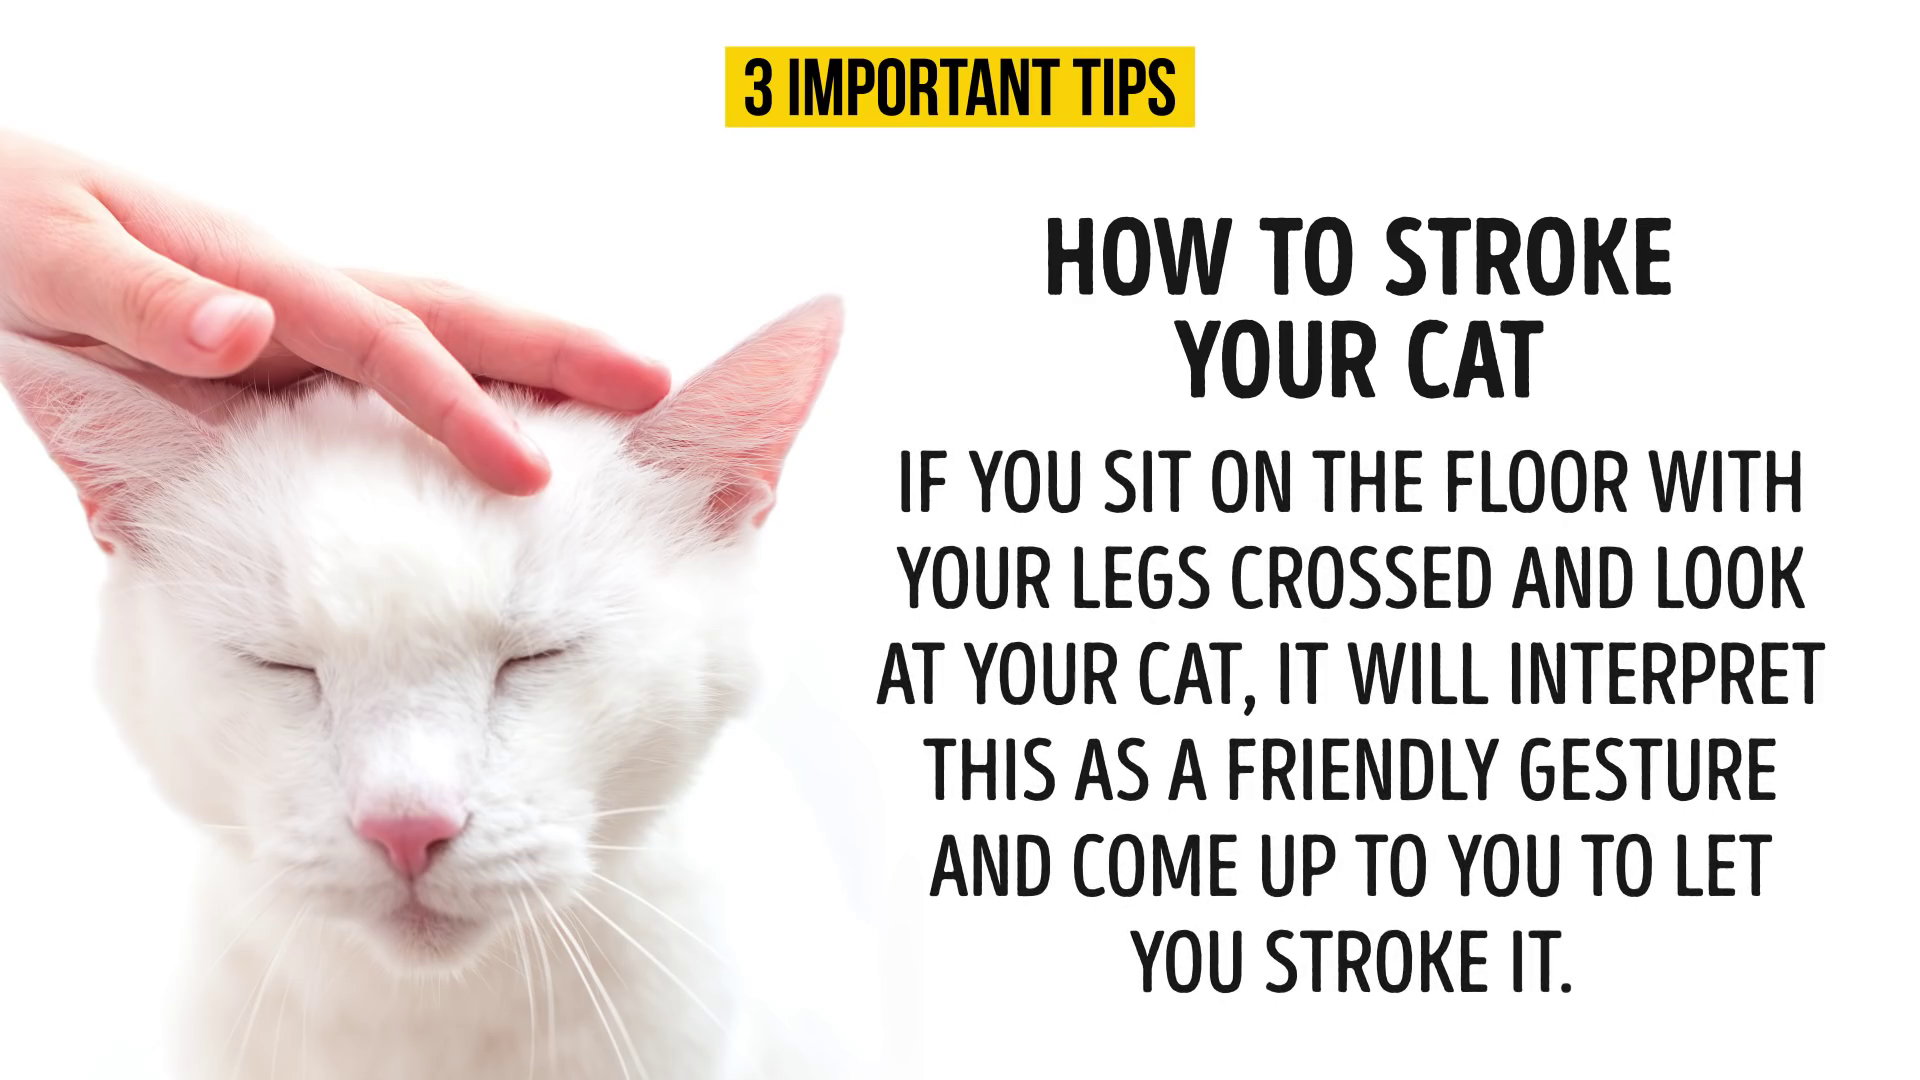 3 IMPORTANT TIPS
HOW TO STROKE
YOUR CAT
IF YOU SIT ON THE FLOOR WITH
YOUR LEGS CROSSED AND LOOK
AT YOUR CAT, IT WILL INTERPRET
THIS AS A FRIENDLY GESTURE
AND COME UP TO YOU TO LET
YOU STROKE IT.